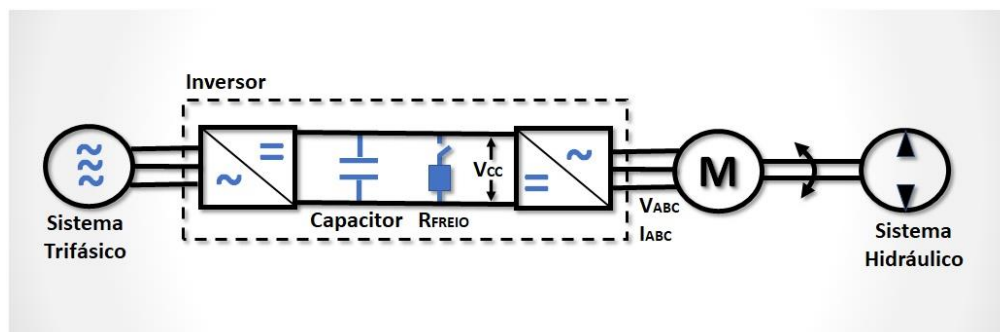 Inversor
Sistema
Trifásico
Capacitor
RFREIO
VCC
VABC
IABC
M
Sistema
Hidráulico